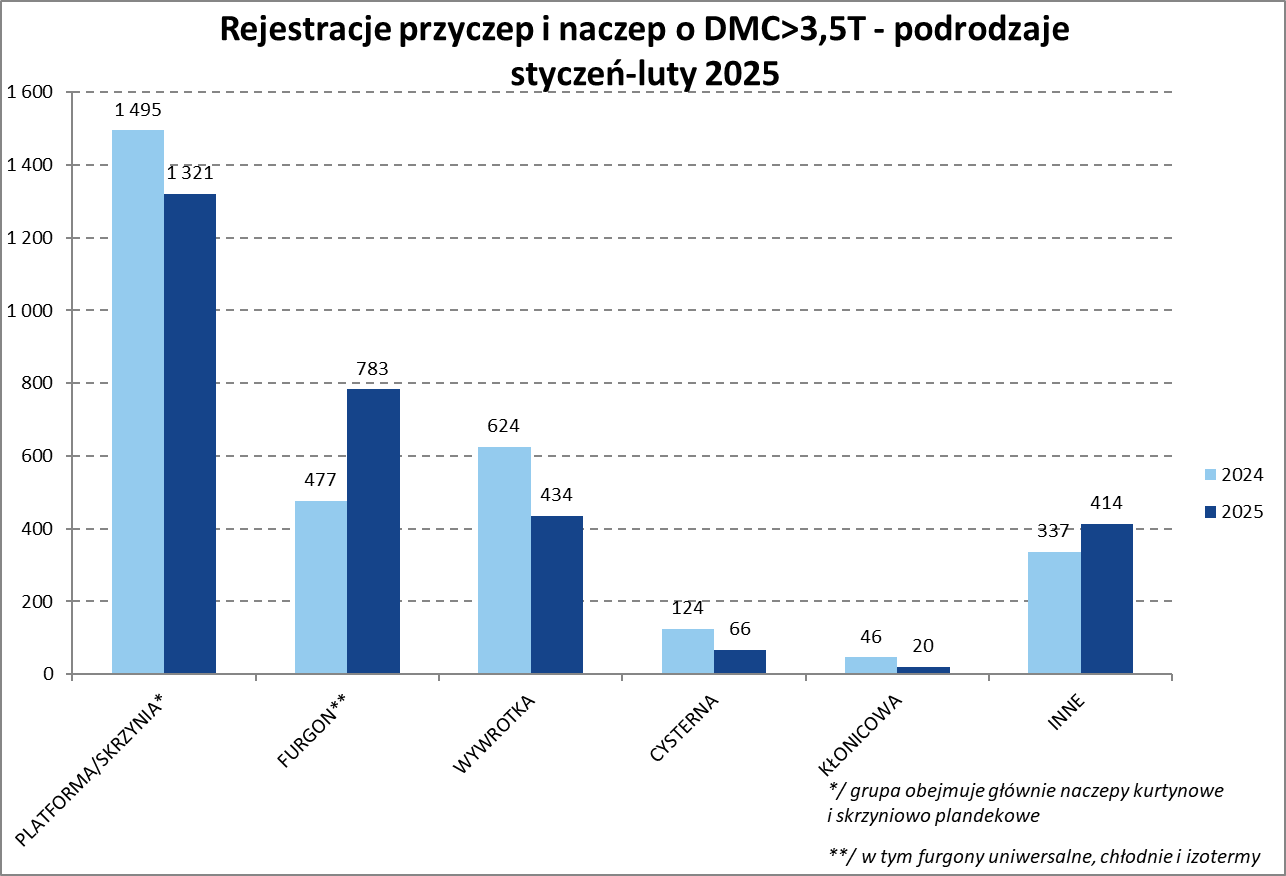 Rejestracje przyczep i naczep o DMC>3,5T - podrodzaje
styczeń-luty 2025
1 600
1 400
1 200
1 000
800
600
400
200
0
1 495
1 321
477
783
624
434
124
66
46
20
337
414
2024
2025
PLATFORMA/SKRZYNIA*
FURGON**
WYWROTKA
CYSTERNA
KŁONICOWA
INNE
*/ grupa obejmuje głównie naczepy kurtynowe
i skrzyniowo plandekowe
**/ w tym furgony uniwersalne, chłodnie i izotermy